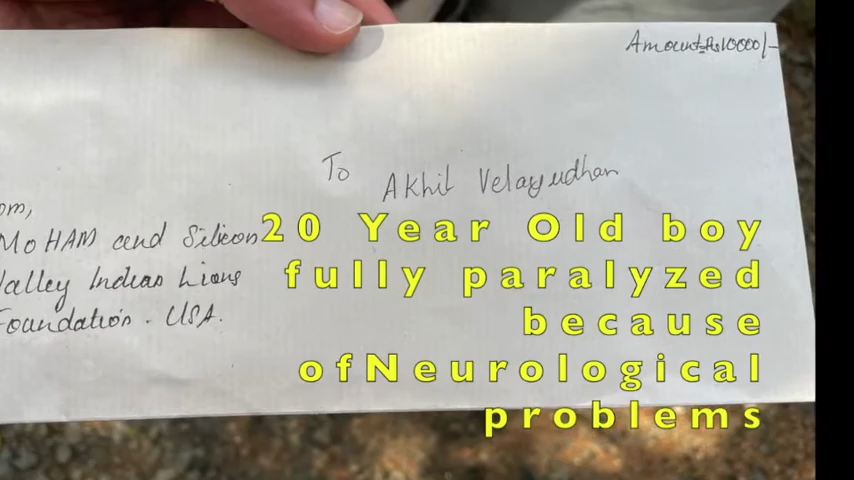 Amount:Rs10000/-
To
Akhil Velayudhan
om,
MOHAM and Silicon
alley Indian Lions
Foundation. USA.
20 Year Old boy
fully paralyzed
because
ofNeurological
problems